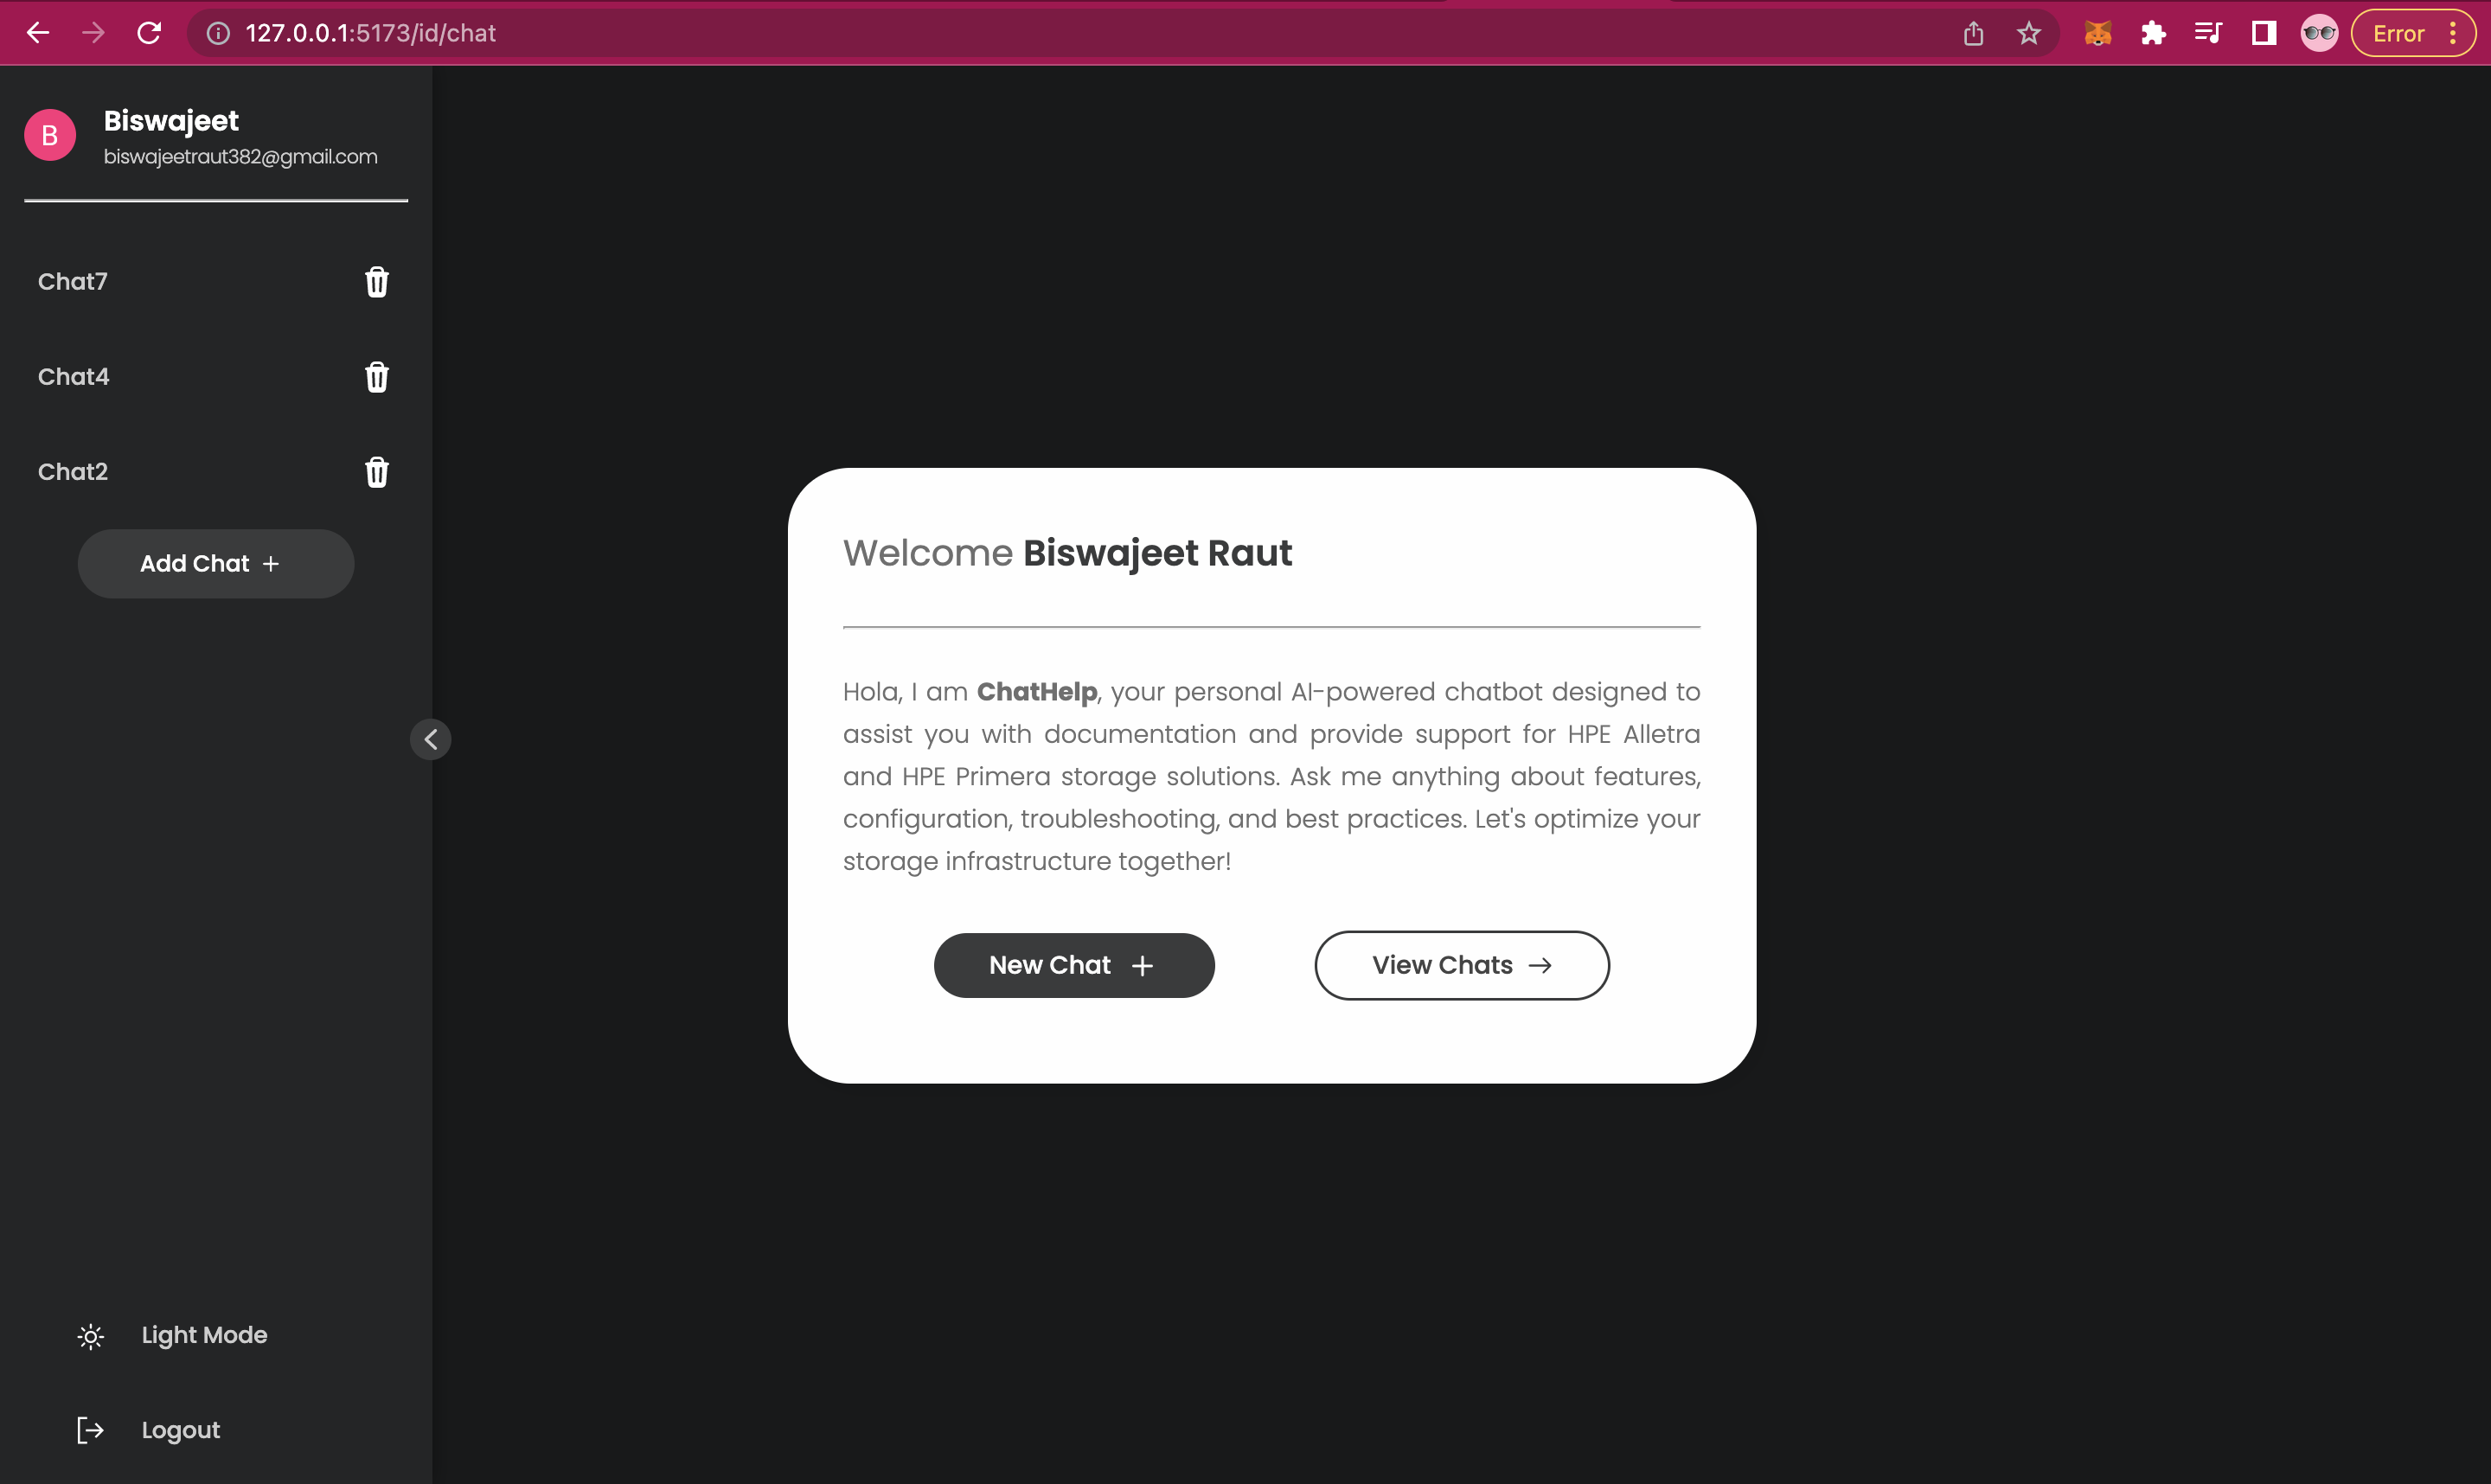 127.0.0.1:5173/id/chat
Error
B
Biswajeet
biswajeetraut382@gmail.com
Chat7
Chat4
Chat2
Add Chat +
Welcome Biswajeet Raut
Hola, I am ChatHelp, your personal AI-powered chatbot designed to
assist you with documentation and provide support for HPE Alletra
and HPE Primera storage solutions. Ask me anything about features,
configuration, troubleshooting, and best practices. Let's optimize your
storage infrastructure together!
New Chat +
View Chats →
Light Mode
Logout